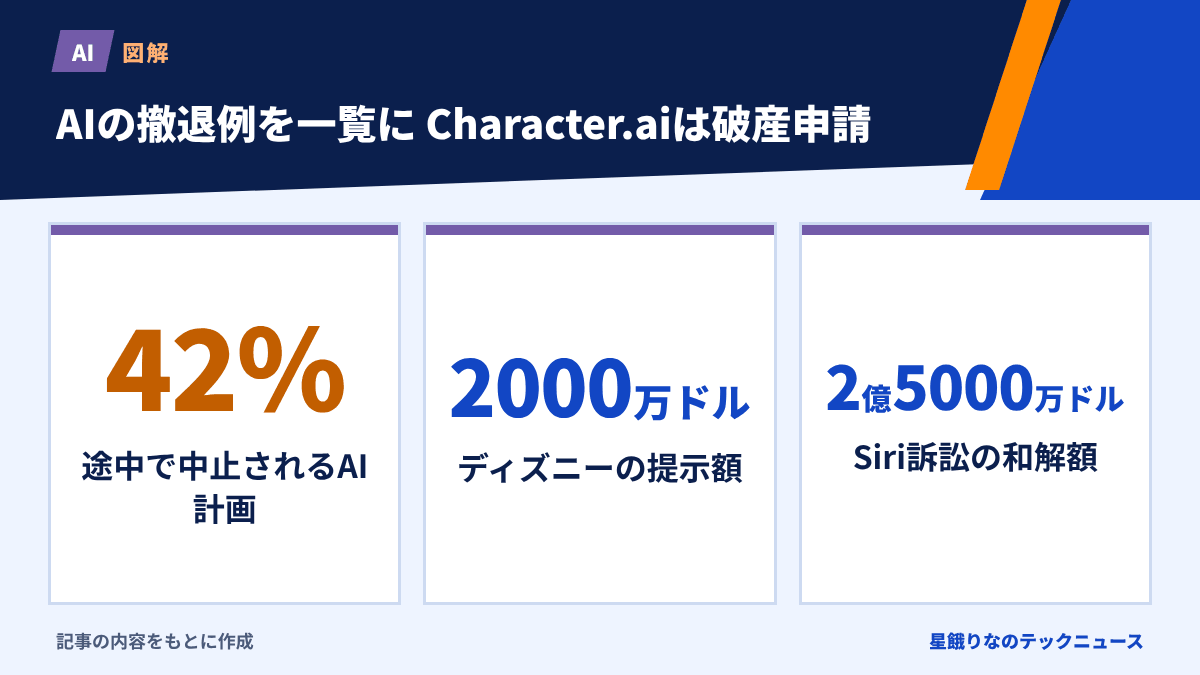 AI 図解
AIの撤退例を一覧に Character.aiは破産申請
42%
途中で中止されるAI
計画
2000万ドル
ディズニーの提示額
2億5000万ドル
Siri訴訟の和解額
記事の内容をもとに作成
星餓りなのテックニュース